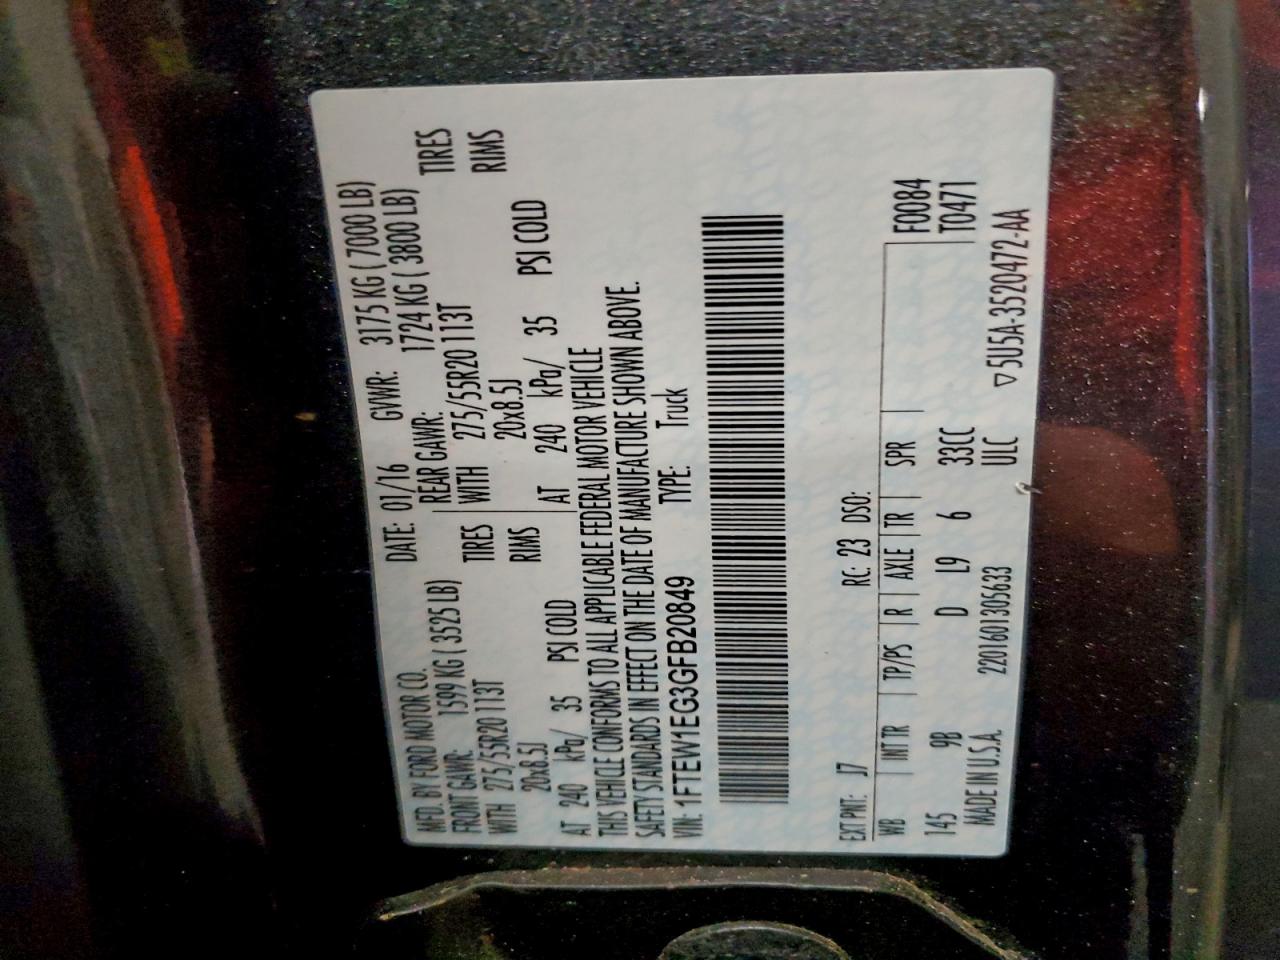 MFD. BY FORD MOTOR CO. DATE: 01/16 GVWR: 3175 KG ( 7000 LB)
FRONT GAWR: 1599 KG ( 3525 LB) REAR GAWR: 1724 KG ( 3800 LB)
WITH 275/55R20 113T TIRES WITH 275/55R20 113T TIRES
20x8.5J RIMS 20x8.5J RIMS
AT 240 kPa/ 35 PSI COLD AT 240 kPa/ 35 PSI COLD
THIS VEHICLE CONFORMS TO ALL APPLICABLE FEDERAL MOTOR VEHICLE
SAFETY STANDARDS IN EFFECT ON THE DATE OF MANUFACTURE SHOWN ABOVE.
VIN: 1FTEW1EG3GFB20849 TYPE: Truck
EXT PNT: J7 RC: 23 DSO:
WB INT TR TP/PS R AXLE TR SPR F0084
145 9B D L9 6 33CC T0471
MADE IN U.S.A. 2201601305633 ULC ▽5U5A-3520472-AA